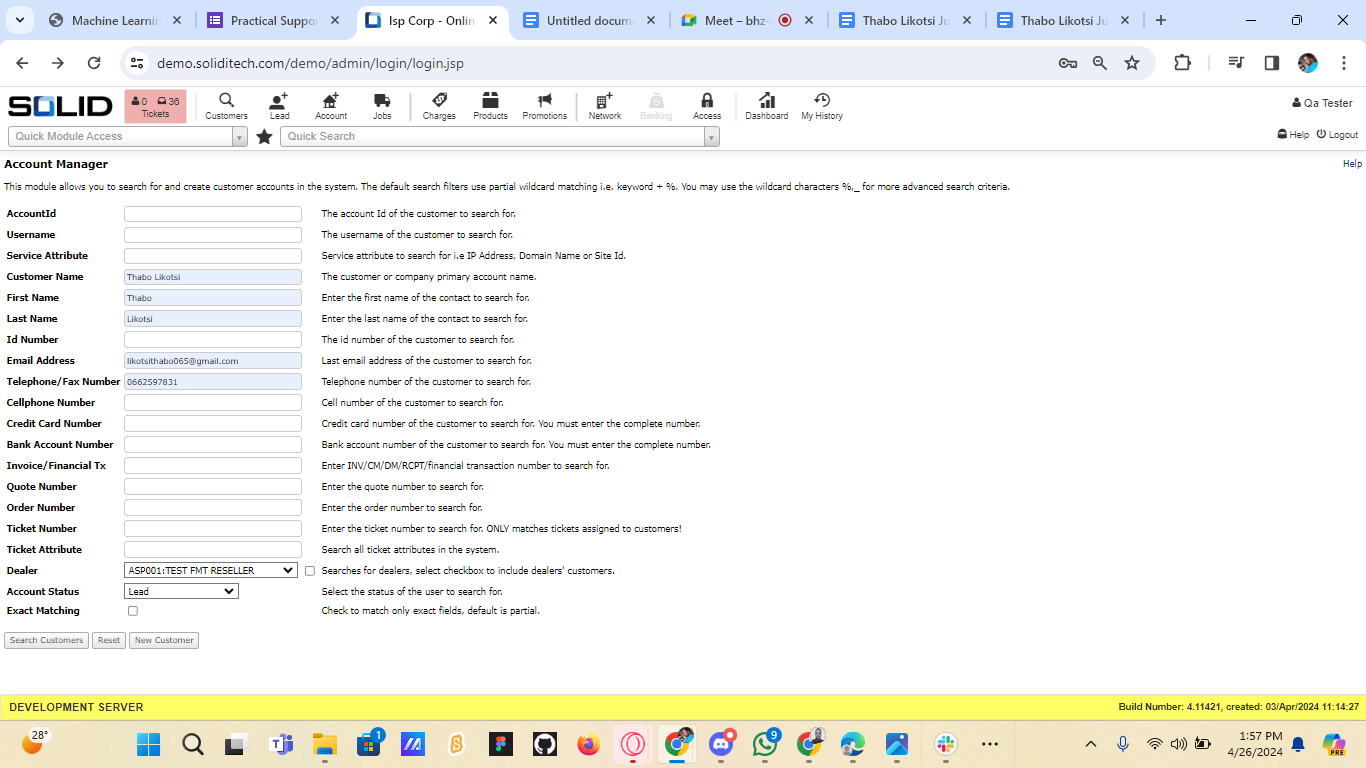 Machine Learnin
Practical Suppo
Isp Corp - Onlin
Untitled docum
Meet – bhz-
Thabo Likotsi Ju
Thabo Likotsi Ju
demo.soliditech.com/demo/admin/login/login.jsp
SOLID
0 36
Tickets
Customers
Lead
Account
Jobs
Charges
Products
Promotions
Network
Banking
Access
Dashboard
My History
Qa Tester
Quick Module Access
Quick Search
Help
Logout
Account Manager
Help
This module allows you to search for and create customer accounts in the system. The default search filters use partial wildcard matching i.e. keyword + %. You may use the wildcard characters %,_ for more advanced search criteria.
AccountId The account Id of the customer to search for.
Username The username of the customer to search for.
Service Attribute Service attribute to search for i.e IP Address, Domain Name or Site Id.
Customer Name Thabo Likotsi The customer or company primary account name.
First Name Thabo Enter the first name of the contact to search for.
Last Name Likotsi Enter the last name of the contact to search for.
Id Number The id number of the customer to search for.
Email Address likotsithabo065@gmail.com Last email address of the customer to search for.
Telephone/Fax Number 0662597831 Telephone number of the customer to search for.
Cellphone Number Cell number of the customer to search for.
Credit Card Number Credit card number of the customer to search for. You must enter the complete number.
Bank Account Number Bank account number of the customer to search for. You must enter the complete number.
Invoice/Financial Tx Enter INV/CM/DM/RCPT/financial transaction number to search for.
Quote Number Enter the quote number to search for.
Order Number Enter the order number to search for.
Ticket Number Enter the ticket number to search for. ONLY matches tickets assigned to customers!
Ticket Attribute Search all ticket attributes in the system.
Dealer ASP001:TEST FMT RESELLER Searches for dealers, select checkbox to include dealers' customers.
Account Status Lead Select the status of the user to search for.
Exact Matching Check to match only exact fields, default is partial.
Search Customers Reset New Customer
DEVELOPMENT SERVER Build Number: 4.11421, created: 03/Apr/2024 11:14:27
28°
1
9
1:57 PM
4/26/2024
PRE